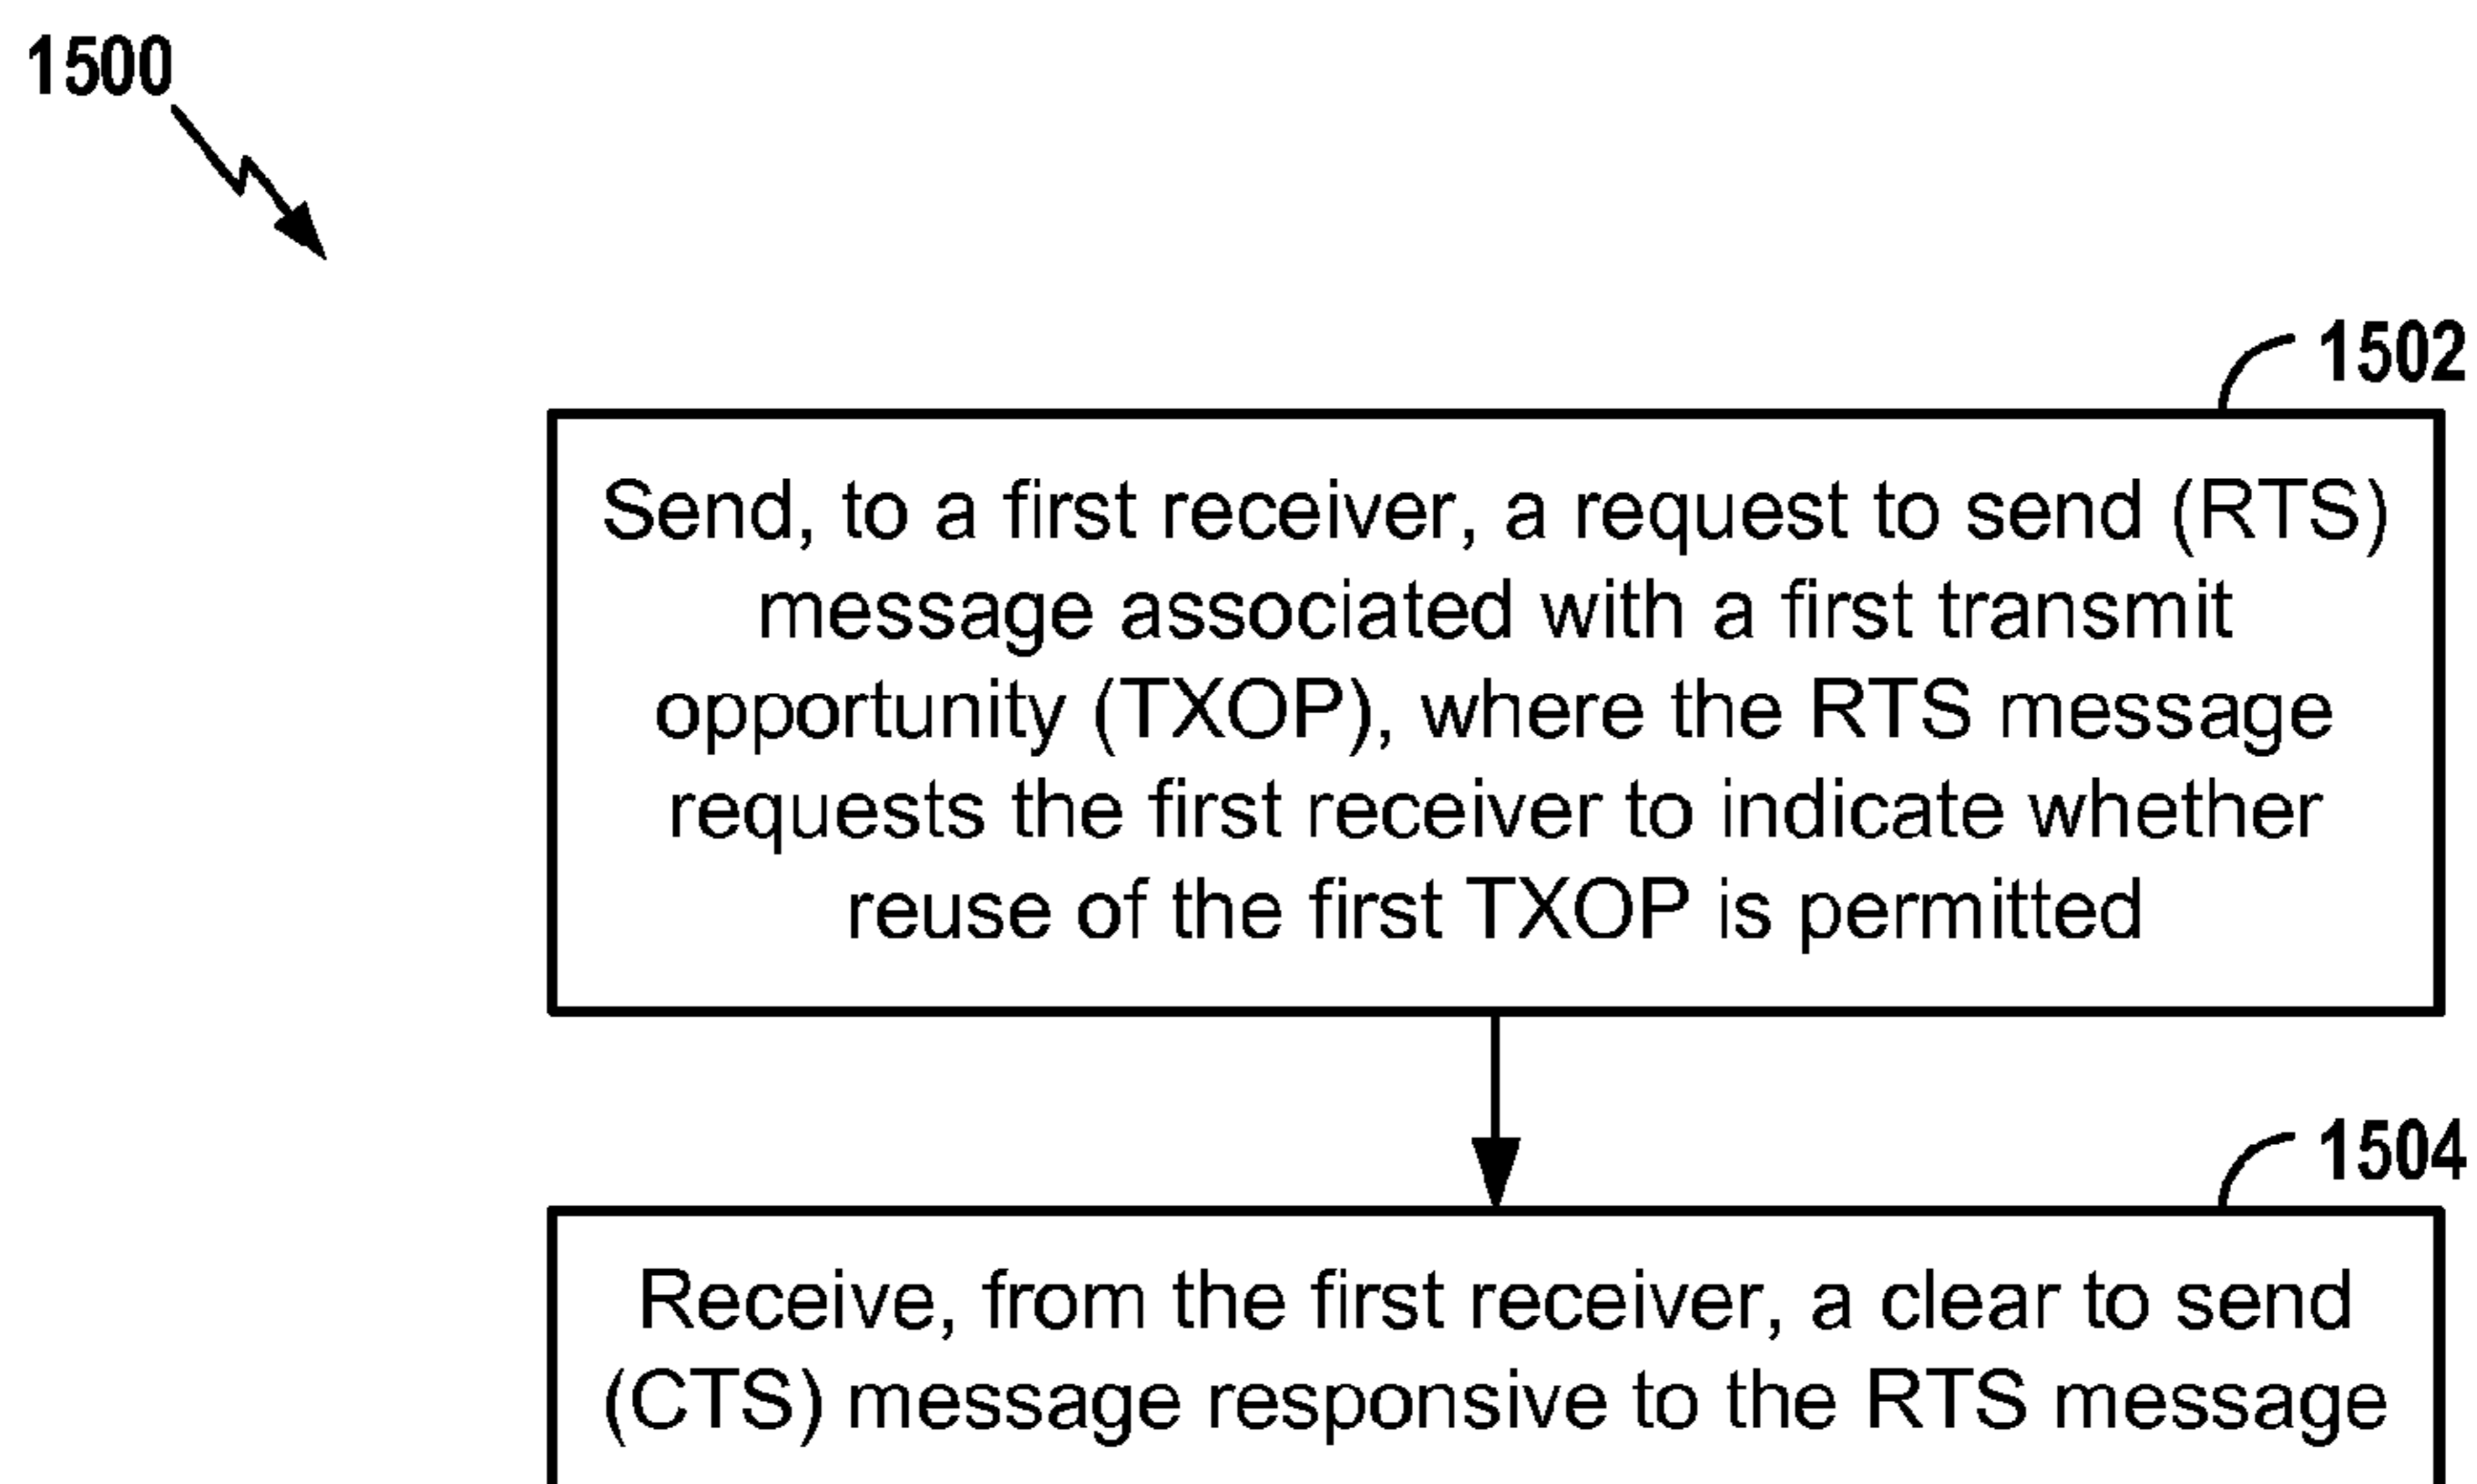 1500
1502
Send, to a first receiver, a request to send (RTS)
message associated with a first transmit
opportunity (TXOP), where the RTS message
requests the first receiver to indicate whether
reuse of the first TXOP is permitted
1504
Receive, from the first receiver, a clear to send
(CTS) message responsive to the RTS message